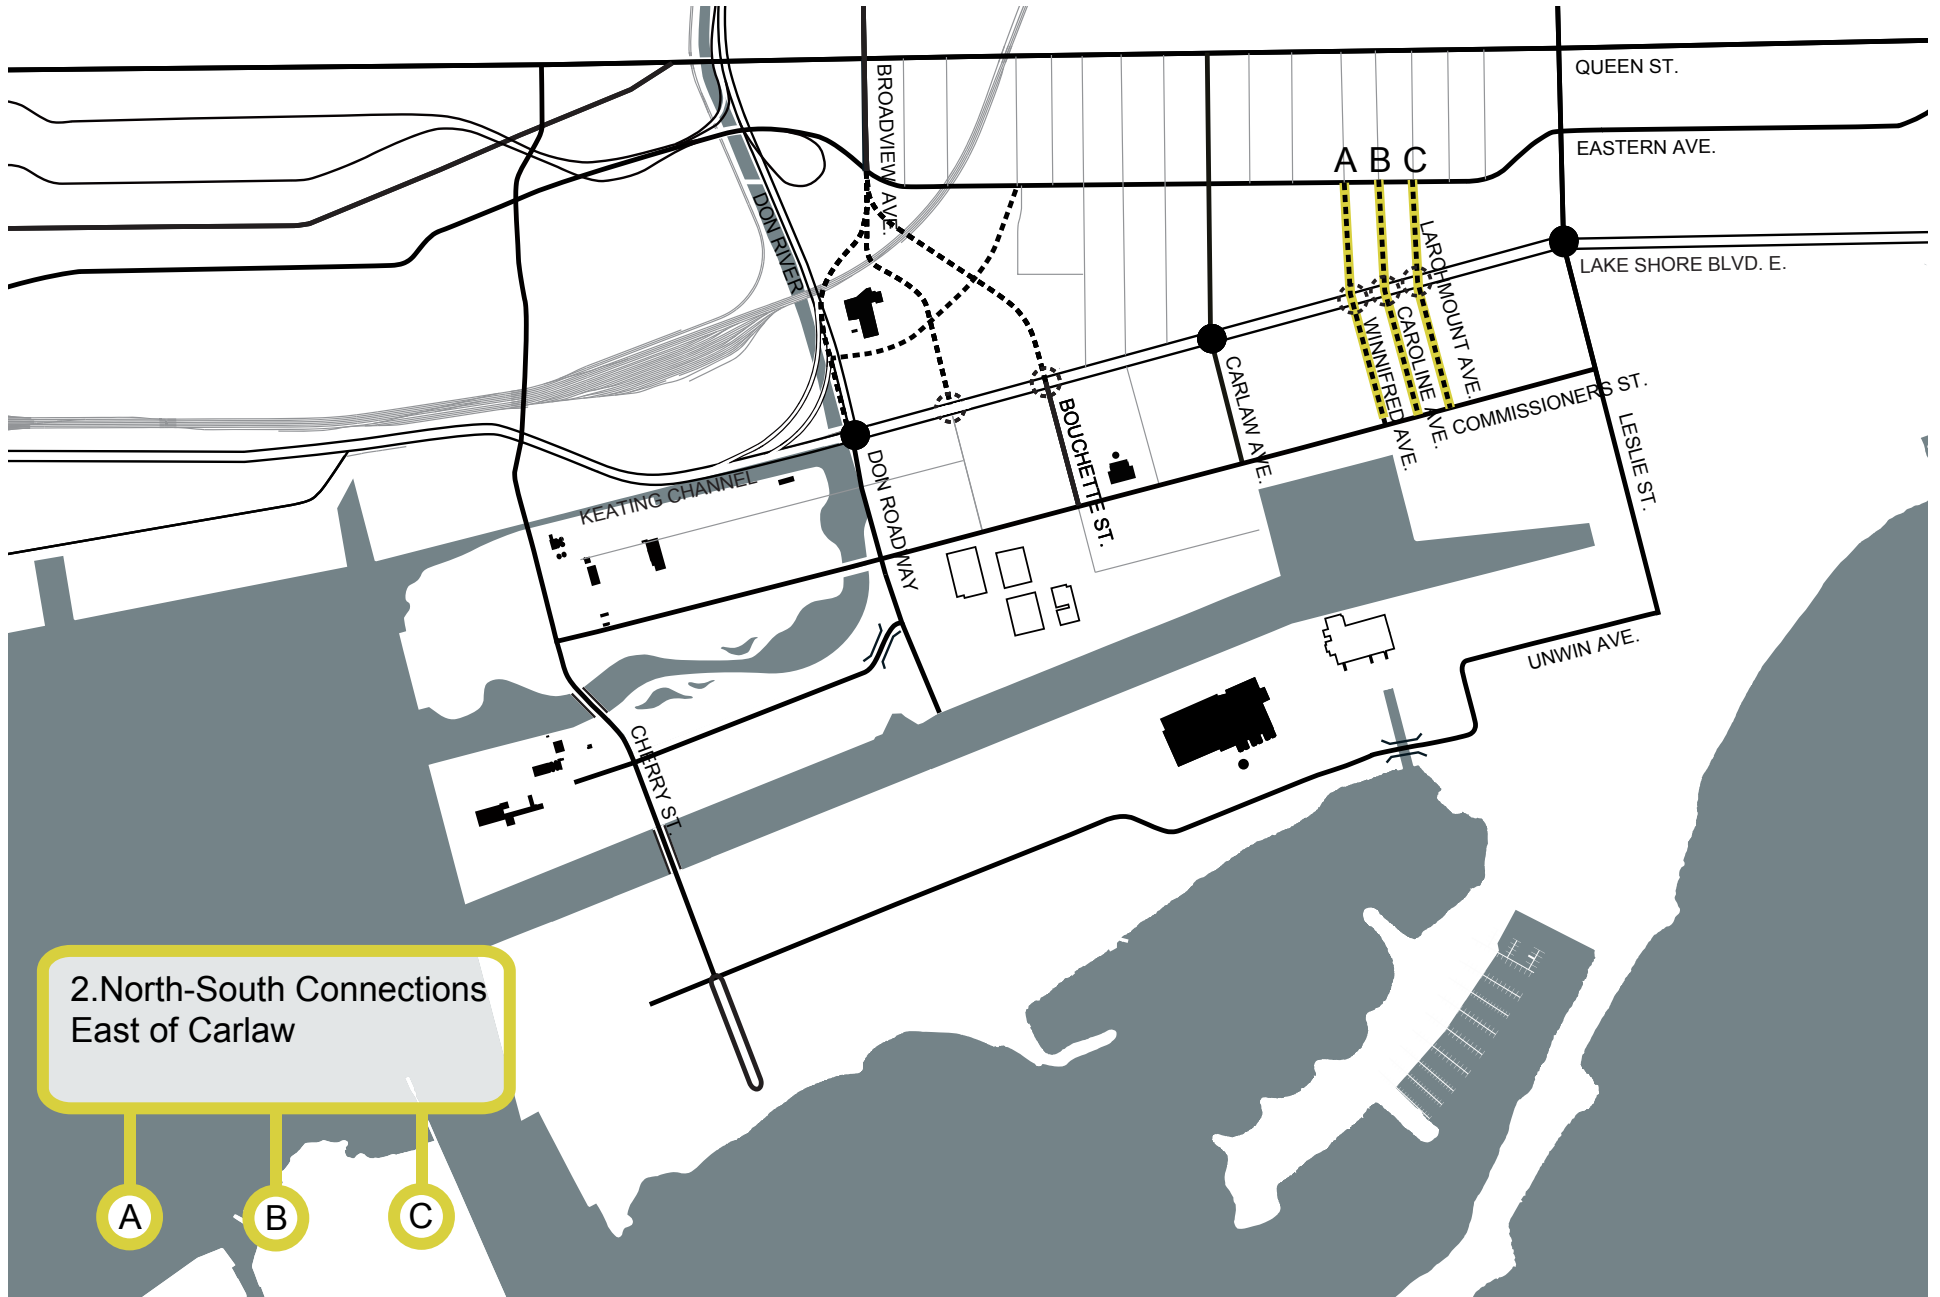 QUEEN ST.
BROADVIEW AVE.
EASTERN AVE.
A B C
DON RIVER
LARCHMOUNT AVE.
LAKE SHORE BLVD. E.
WINNIFRED AVE.
CAROLINE AVE.
CARLAW AVE.
COMMISSIONERS ST.
BOUCHETTE ST.
LESLIE ST.
DON ROADWAY
KEATING CHANNEL
UNWIN AVE.
CHERRY ST.
2.North-South Connections
East of Carlaw
A B C